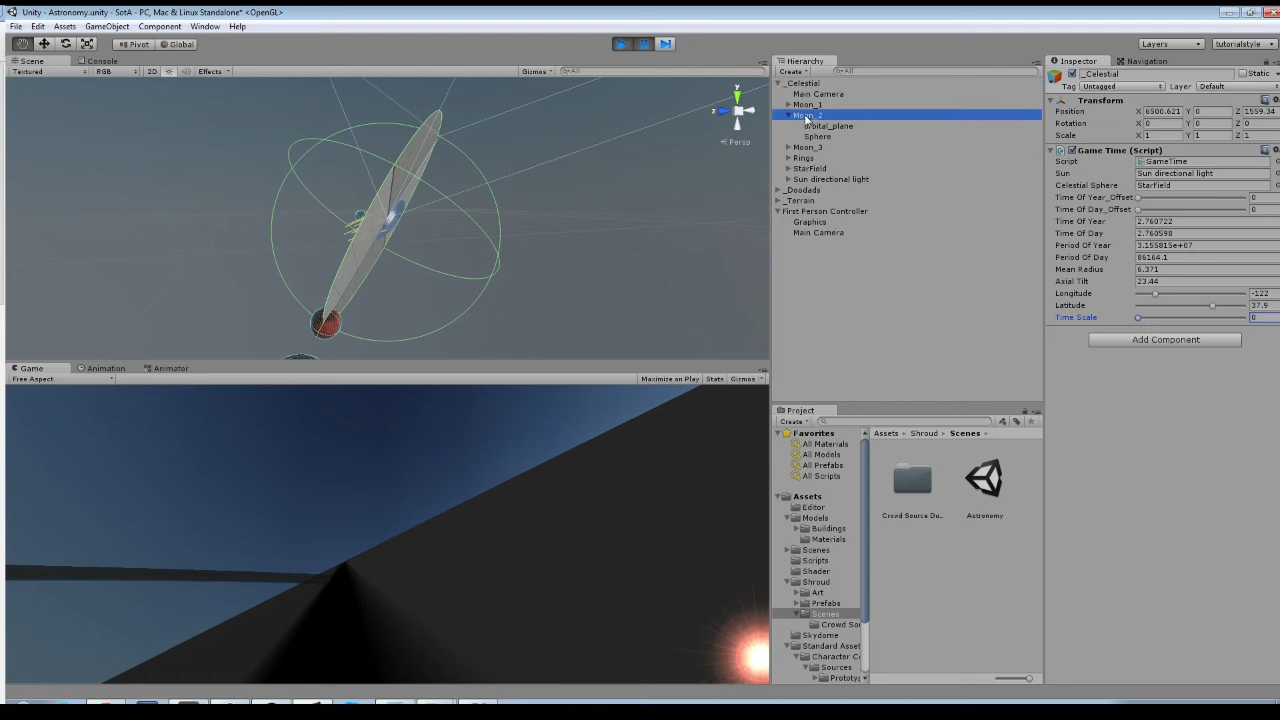 Unity - Astronomy.unity - SotA - PC, Mac & Linux Standalone* <OpenGL>
File Edit Assets GameObject Component Window Help
Pivot Global Layers tutorialstyle
Scene Console
Textured RGB 2D Effects Gizmos All
y
z
Persp
Game Animation Animator
Free Aspect Maximize on Play Stats Gizmos
Hierarchy
Create All
_Celestial
Main Camera
Moon_1
Moon_2
orbital_plane
Sphere
Moon_3
Rings
StarField
Sun directional light
_Doodads
_Terrain
First Person Controller
Graphics
Main Camera
Project
Create
Favorites
All Materials
All Models
All Prefabs
All Scripts
Assets
Editor
Models
Buildings
Materials
Scenes
Scripts
Shader
Shroud
Art
Prefabs
Scenes
Crowd Sou
Skydome
Standard Asset
Character C
Sources
Prototy
Assets Shroud Scenes
Crowd Source Du...
Astronomy
Inspector Navigation
_Celestial Static
Tag Untagged Layer Default
Transform
Position X 6500.621 Y 0 Z 1559.34
Rotation X 0 Y 0 Z 0
Scale X 1 Y 1 Z 1
Game Time (Script)
Script GameTime
Sun Sun directional light
Celestial Sphere StarField
Time Of Year_Offset 0
Time Of Day_Offset 0
Time Of Year 2.760722
Time Of Day 2.760598
Period Of Year 3.155815e+07
Period Of Day 86164.1
Mean Radius 6.371
Axial Tilt 23.44
Longitude -122
Latitude 37.9
Time Scale 0
Add Component